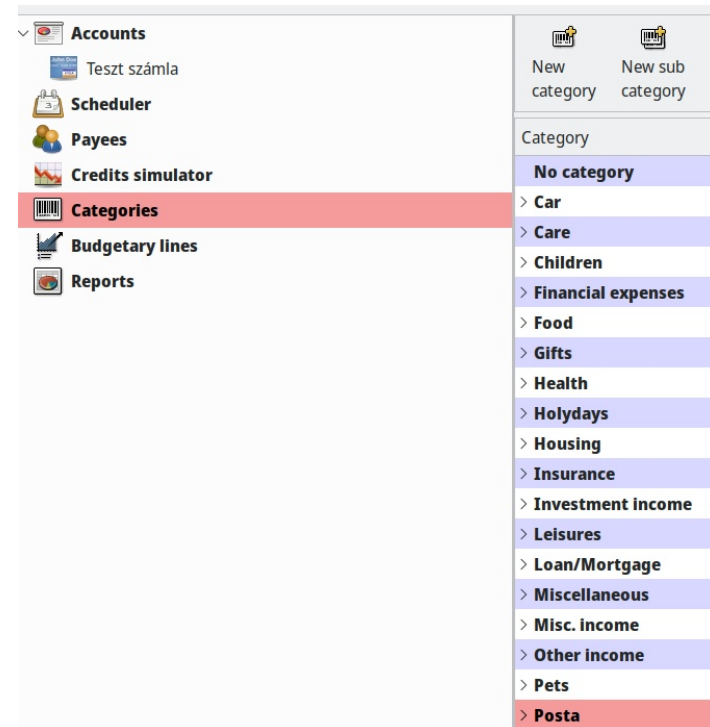 Accounts
Teszt számla
Scheduler
Payees
Credits simulator
Categories
Budgetary lines
Reports
New category
New sub category
Category
No category
Car
Care
Children
Financial expenses
Food
Gifts
Health
Holydays
Housing
Insurance
Investment income
Leisures
Loan/Mortgage
Miscellaneous
Misc. income
Other income
Pets
Posta